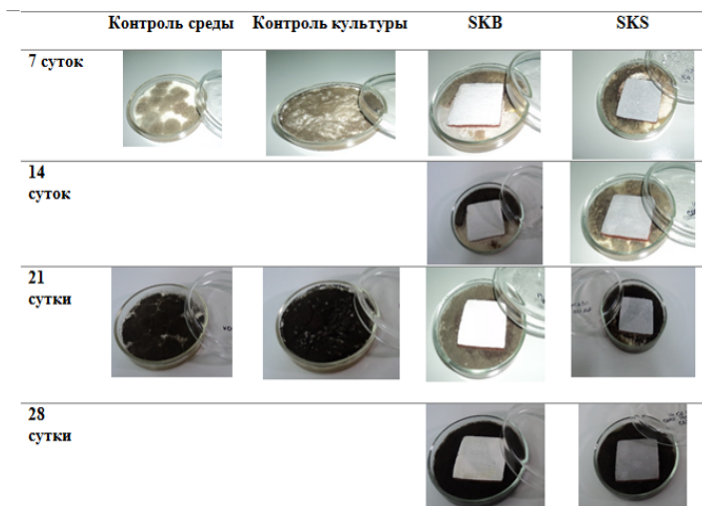 Контроль среды Контроль культуры SKB SKS
7 суток
14
суток
21
сутки
28
сутки